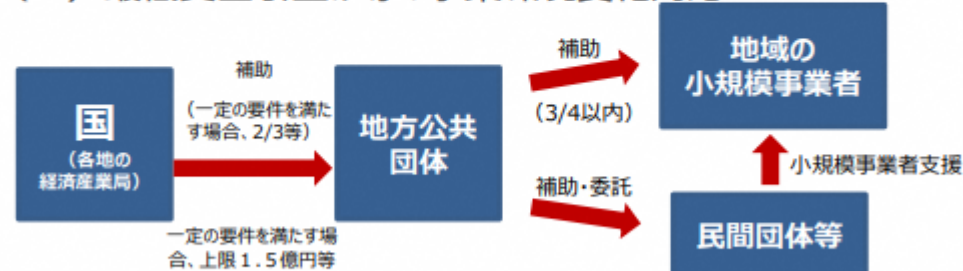 補助
（一定の要件を満た
す場合、2/3等）
国
（各地の
経済産業局）
一定の要件を満たす場
合、上限１.５億円等
地方公共
団体
補助
（3/4以内）
地域の
小規模事業者
補助・委託
小規模事業者支援
民間団体等